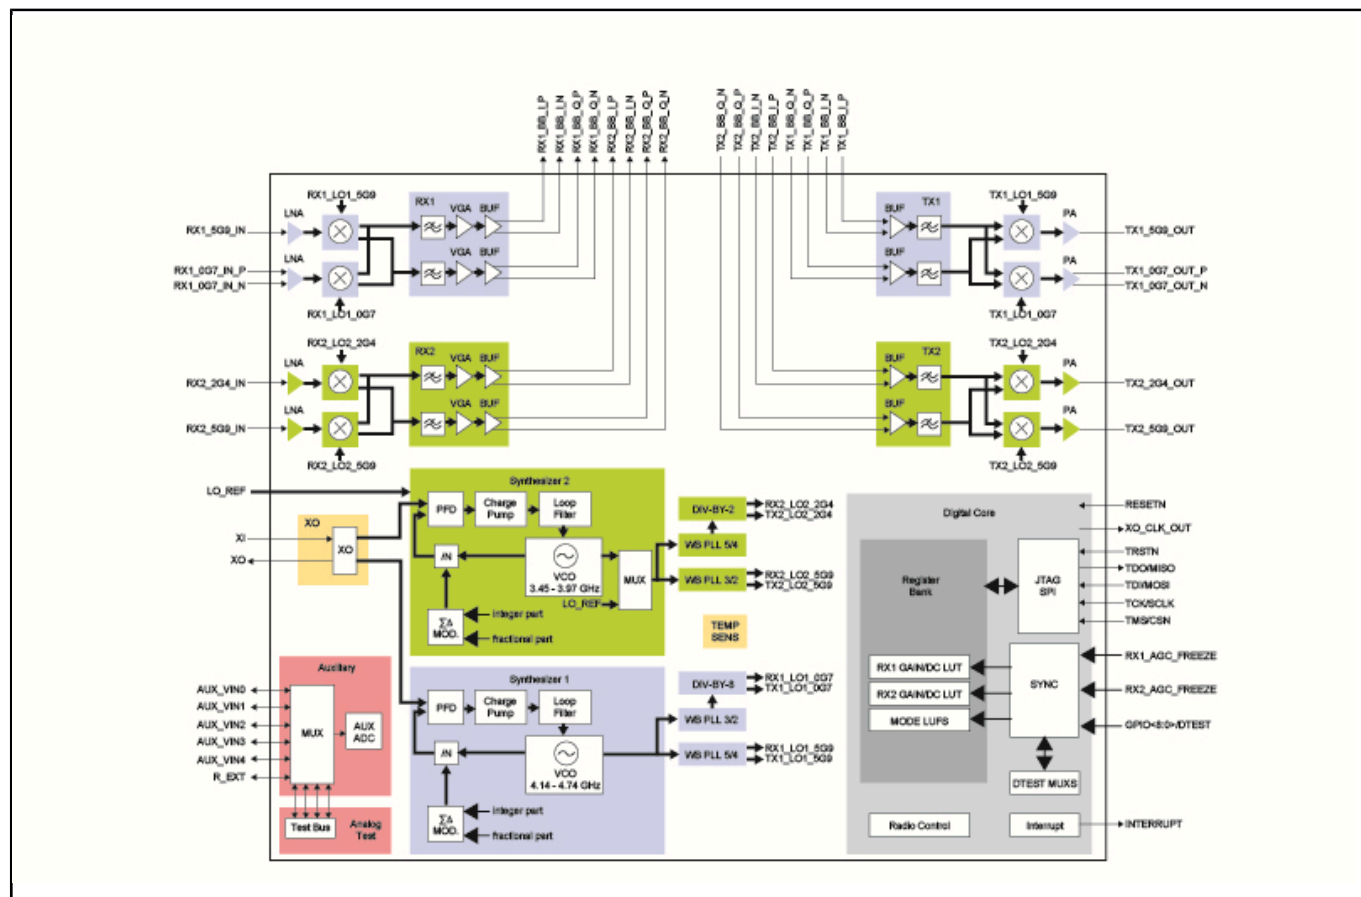 RX1_BB_I_P
RX1_BB_I_N
RX1_BB_Q_P
RX1_BB_Q_N
RX2_BB_I_P
RX2_BB_I_N
RX2_BB_Q_P
RX2_BB_Q_N
TX2_BB_Q_N
TX2_BB_Q_P
TX2_BB_I_N
TX2_BB_I_P
TX1_BB_Q_N
TX1_BB_Q_P
TX1_BB_I_N
TX1_BB_I_P
RX1_LO1_5G9
LNA
RX1_5G9_IN
LNA
RX1_0G7_IN_P
RX1_0G7_IN_N
RX1_LO1_0G7
RX1
VGA BUF
VGA BUF
BUF
TX1
BUF
TX1_LO1_5G9
PA
TX1_5G9_OUT
PA
TX1_0G7_OUT_P
TX1_0G7_OUT_N
TX1_LO1_0G7
RX2_LO2_2G4
LNA
RX2_2G4_IN
LNA
RX2_5G9_IN
RX2_LO2_5G9
RX2
VGA BUF
VGA BUF
BUF
TX2
BUF
TX2_LO2_2G4
PA
TX2_2G4_OUT
PA
TX2_5G9_OUT
TX2_LO2_5G9
LO_REF
XO
XI
XO
XO
Synthesizer 2
PFD
Charge
Pump
Loop
Filter
/N
VCO
3.45 - 3.97 GHz
MUX
LO_REF
ΣΔ
MOD.
integer part
fractional part
DIV-BY-2
RX2_LO2_2G4
TX2_LO2_2G4
WS PLL 5/4
WS PLL 3/2
RX2_LO2_5G9
TX2_LO2_5G9
TEMP
SENS
Synthesizer 1
PFD
Charge
Pump
Loop
Filter
/N
VCO
4.14 - 4.74 GHz
ΣΔ
MOD.
integer part
fractional part
DIV-BY-8
RX1_LO1_0G7
TX1_LO1_0G7
WS PLL 3/2
WS PLL 5/4
RX1_LO1_5G9
TX1_LO1_5G9
Auxiliary
AUX_VIN0
AUX_VIN1
AUX_VIN2
AUX_VIN3
AUX_VIN4
R_EXT
MUX
AUX
ADC
Test Bus
Analog
Test
Digital Core
Register
Bank
JTAG
SPI
RX1 GAIN/DC LUT
RX2 GAIN/DC LUT
MODE LUFS
SYNC
DTEST MUXS
Radio Control
Interrupt
RESETN
XO_CLK_OUT
TRSTN
TDO/MISO
TDI/MOSI
TCK/SCLK
TMS/CSN
RX1_AGC_FREEZE
RX2_AGC_FREEZE
GPIO<8:0>/DTEST
INTERRUPT